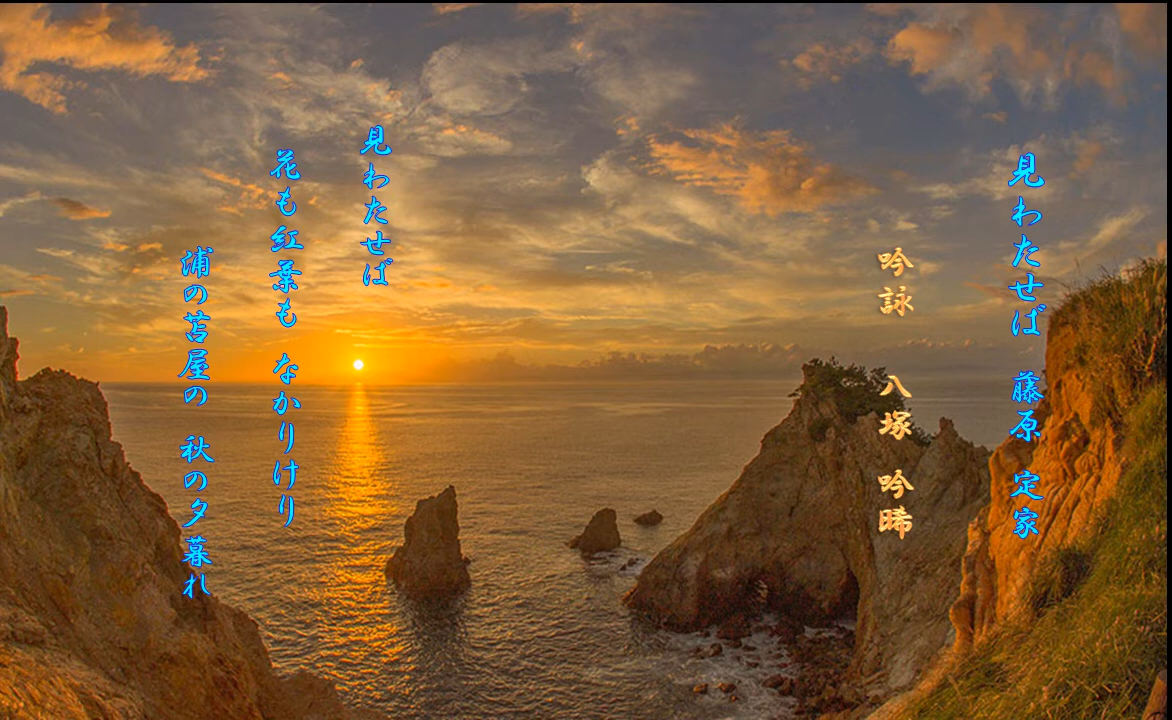 見わたせば 藤原 定家
吟詠 八塚 吟晞
見わたせば
花も紅葉も なかりけり
浦の苫屋の 秋の夕暮れ